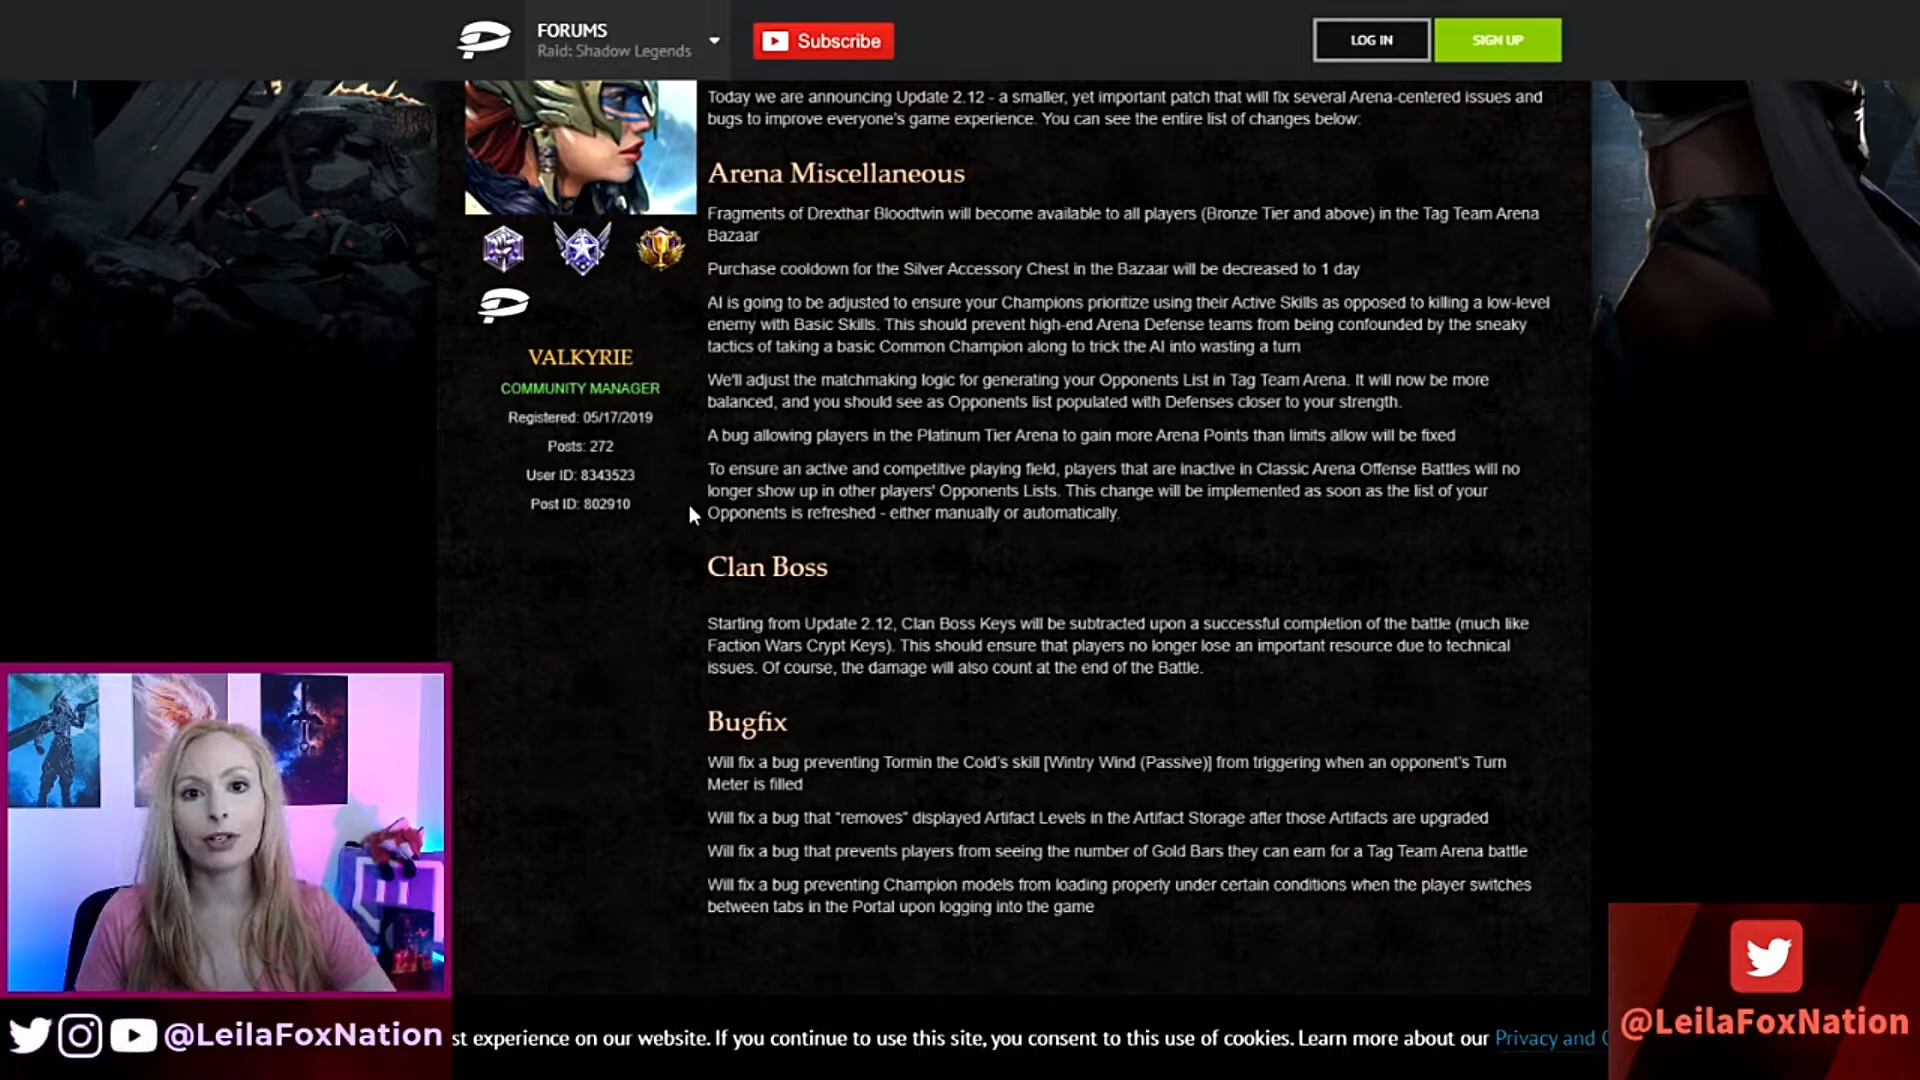 FORUMS
Raid: Shadow Legends
Subscribe
LOG IN
SIGN UP
Today we are announcing Update 2.12 - a smaller, yet important patch that will fix several Arena-centered issues and
bugs to improve everyone's game experience. You can see the entire list of changes below:
Arena Miscellaneous
Fragments of Drexthar Bloodtwin will become available to all players (Bronze Tier and above) in the Tag Team Arena
Bazaar
Purchase cooldown for the Silver Accessory Chest in the Bazaar will be decreased to 1 day
AI is going to be adjusted to ensure your Champions prioritize using their Active Skills as opposed to killing a low-level
enemy with Basic Skills. This should prevent high-end Arena Defense teams from being confounded by the sneaky
tactics of taking a basic Common Champion along to trick the AI into wasting a turn
We'll adjust the matchmaking logic for generating your Opponents List in Tag Team Arena. It will now be more
balanced, and you should see as Opponents list populated with Defenses closer to your strength.
A bug allowing players in the Platinum Tier Arena to gain more Arena Points than limits allow will be fixed
To ensure an active and competitive playing field, players that are inactive in Classic Arena Offense Battles will no
longer show up in other players' Opponents Lists. This change will be implemented as soon as the list of your
Opponents is refreshed - either manually or automatically.
VALKYRIE
COMMUNITY MANAGER
Registered: 05/17/2019
Posts: 272
User ID: 8343523
Post ID: 802910
Clan Boss
Starting from Update 2.12, Clan Boss Keys will be subtracted upon a successful completion of the battle (much like
Faction Wars Crypt Keys). This should ensure that players no longer lose an important resource due to technical
issues. Of course, the damage will also count at the end of the Battle.
Bugfix
Will fix a bug preventing Tormin the Cold's skill [Wintry Wind (Passive)] from triggering when an opponent's Turn
Meter is filled
Will fix a bug that "removes" displayed Artifact Levels in the Artifact Storage after those Artifacts are upgraded
Will fix a bug that prevents players from seeing the number of Gold Bars they can earn for a Tag Team Arena battle
Will fix a bug preventing Champion models from loading properly under certain conditions when the player switches
between tabs in the Portal upon logging into the game
@LeilaFoxNation
st experience on our website. If you continue to use this site, you consent to this use of cookies. Learn more about our Privacy and
@LeilaFoxNation